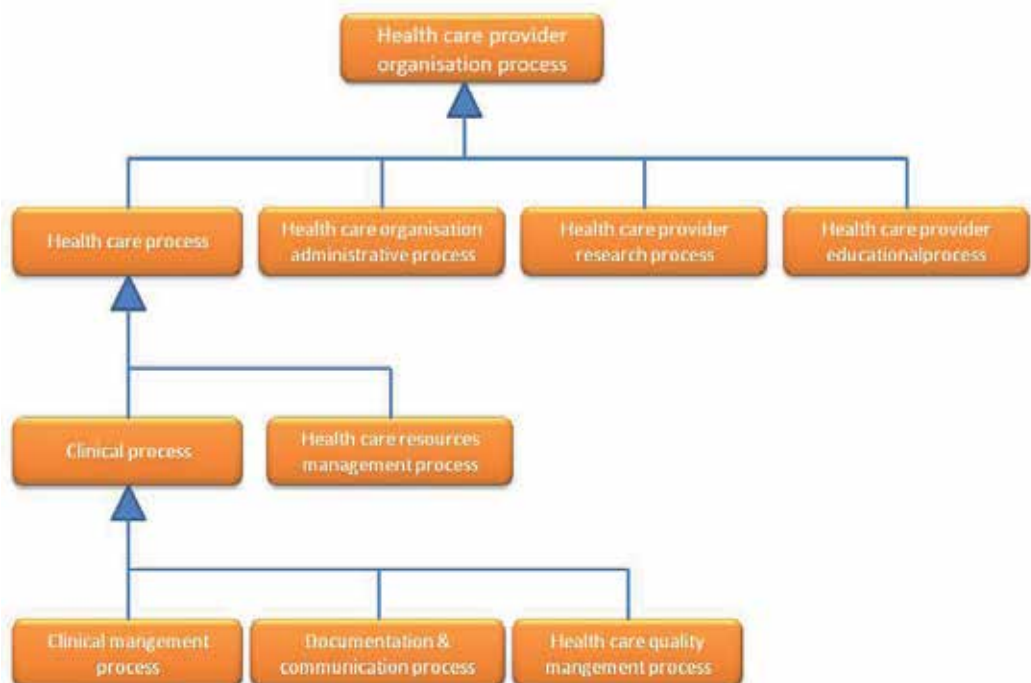 Health care provider
organisation process
Health care process
Health care organisation
administrative process
Health care provider
research process
Health care provider
educationalprocess
Clinical process
Health care resources
management process
Clinical mangement
process
Documentation &
communication process
Health care quality
mangement process